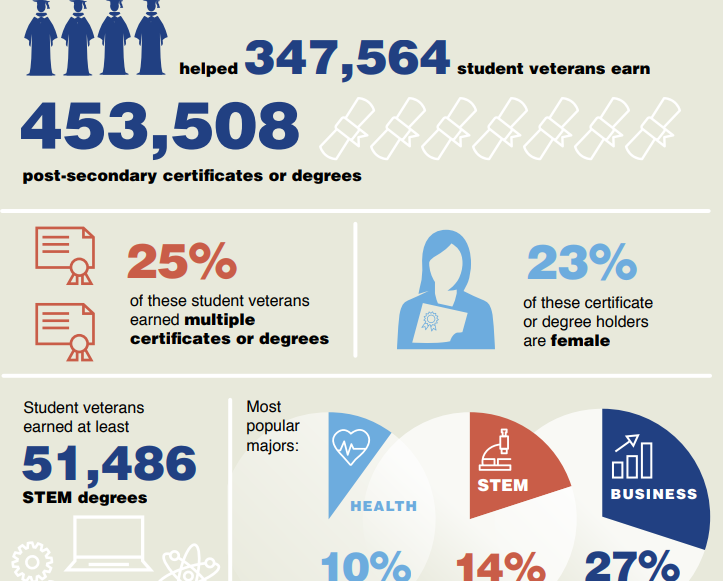 helped 347,564 student veterans earn
453,508
post-secondary certificates or degrees
25%
of these student veterans
earned multiple
certificates or degrees
23%
of these certificate
or degree holders
are female
Student veterans
earned at least
51,486
STEM degrees
Most
popular
majors:
HEALTH
10%
STEM
14%
BUSINESS
27%